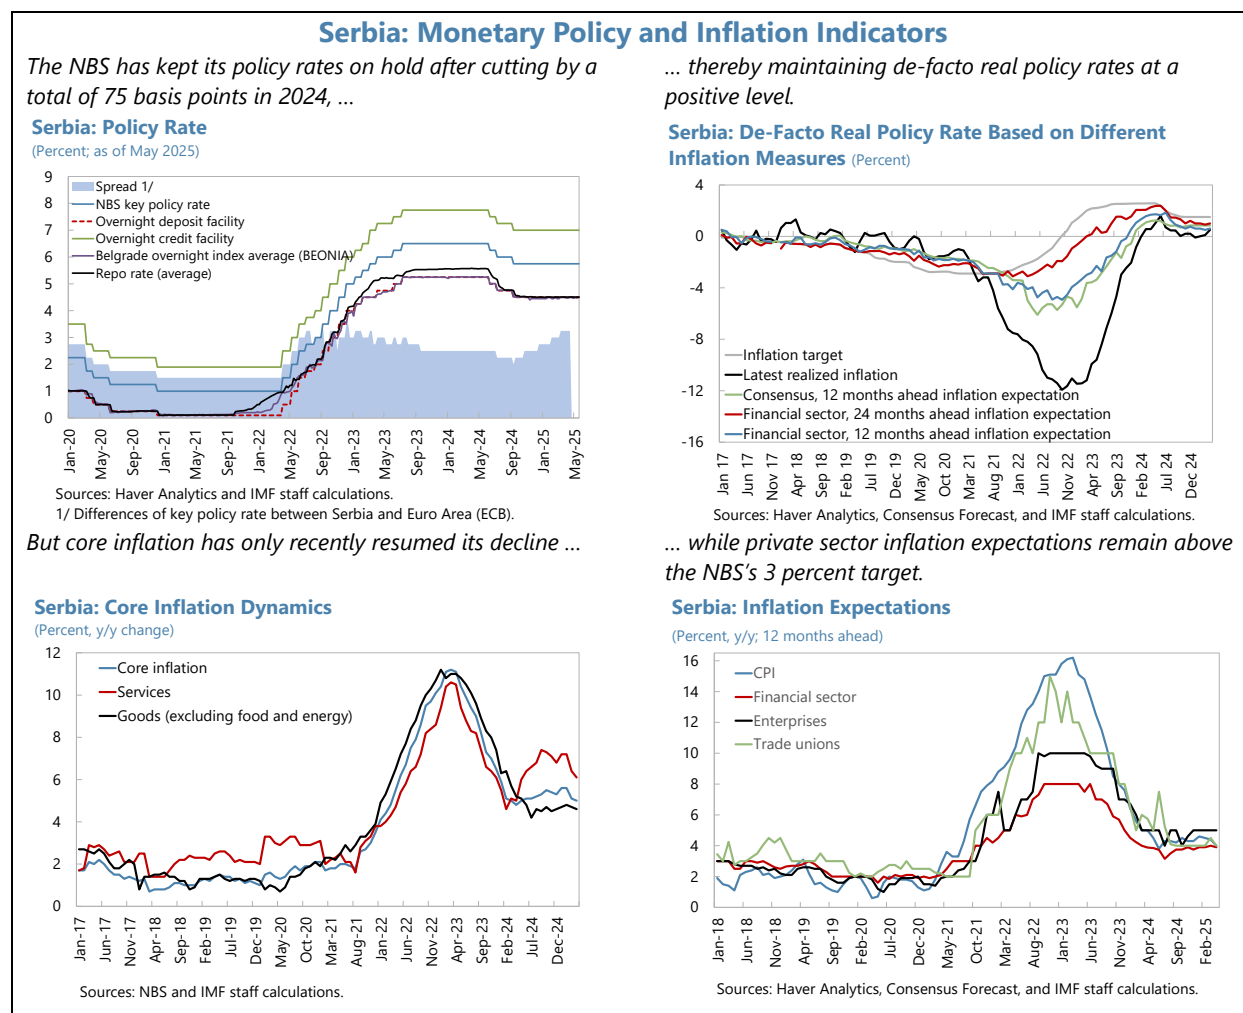 Serbia: Monetary Policy and Inflation Indicators
The NBS has kept its policy rates on hold after cutting by a
total of 75 basis points in 2024, ...
Serbia: Policy Rate
(Percent; as of May 2025)
9
8
7
6
5
4
3
2
1
0
Spread 1/
NBS key policy rate
Overnight deposit facility
Overnight credit facility
Belgrade overnight index average (BEONIA)
Repo rate (average)
Jan-20
May-20
Sep-20
Jan-21
May-21
Sep-21
Jan-22
May-22
Sep-22
Jan-23
May-23
Sep-23
Jan-24
May-24
Sep-24
Jan-25
May-25
Sources: Haver Analytics and IMF staff calculations.
1/ Differences of key policy rate between Serbia and Euro Area (ECB).
... thereby maintaining de-facto real policy rates at a
positive level.
Serbia: De-Facto Real Policy Rate Based on Different
Inflation Measures (Percent)
4
0
-4
-8
-12
-16
Inflation target
Latest realized inflation
Consensus, 12 months ahead inflation expectation
Financial sector, 24 months ahead inflation expectation
Financial sector, 12 months ahead inflation expectation
Jan 17
Jun 17
Nov 17
Apr 18
Sep 18
Feb 19
Jul 19
Dec 19
May 20
Oct 20
Mar 21
Aug 21
Jan 22
Jun 22
Nov 22
Apr 23
Sep 23
Feb 24
Jul 24
Dec 24
Sources: Haver Analytics, Consensus Forecast, and IMF staff calculations.
But core inflation has only recently resumed its decline ...
Serbia: Core Inflation Dynamics
(Percent, y/y change)
12
10
8
6
4
2
0
Core inflation
Services
Goods (excluding food and energy)
Jan-17
Jun-17
Nov-17
Apr-18
Sep-18
Feb-19
Jul-19
Dec-19
May-20
Oct-20
Mar-21
Aug-21
Jan-22
Jun-22
Nov-22
Apr-23
Sep-23
Feb-24
Jul-24
Dec-24
Sources: NBS and IMF staff calculations.
... while private sector inflation expectations remain above
the NBS's 3 percent target.
Serbia: Inflation Expectations
(Percent, y/y; 12 months ahead)
16
14
12
10
8
6
4
2
0
CPI
Financial sector
Enterprises
Trade unions
Jan-18
Jun-18
Nov-18
Apr-19
Sep-19
Feb-20
Jul-20
Dec-20
May-21
Oct-21
Mar-22
Aug-22
Jan-23
Jun-23
Nov-23
Apr-24
Sep-24
Feb-25
Sources: Haver Analytics, Consensus Forecast, and IMF staff calculations.